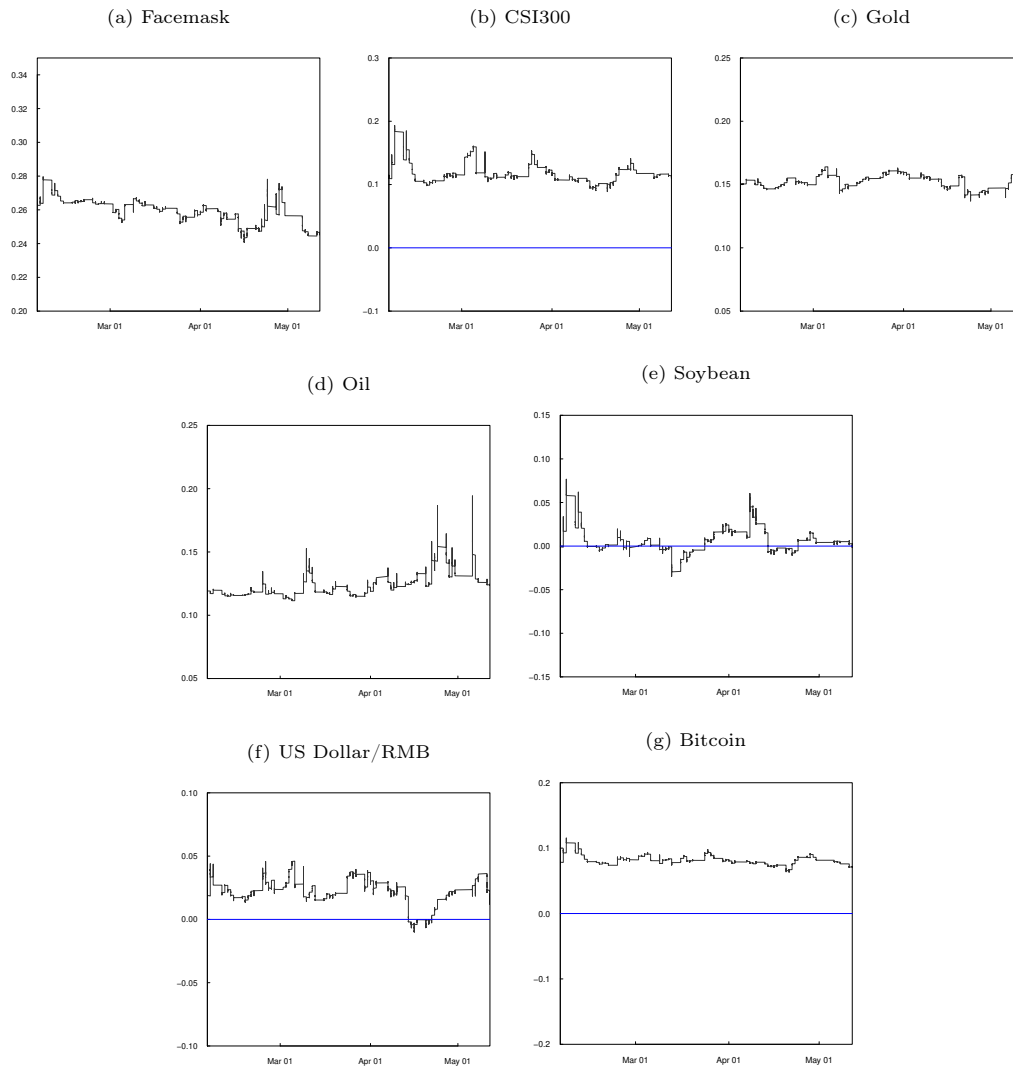 (a) Facemask
(b) CSI300
(c) Gold
0.34
0.32
0.30
0.28
0.26
0.24
0.22
0.20
Mar 01
Apr 01
May 01
0.3
0.2
0.1
0.0
−0.1
Mar 01
Apr 01
May 01
0.25
0.20
0.15
0.10
0.05
Mar 01
Apr 01
May 01
(d) Oil
(e) Soybean
0.25
0.20
0.15
0.10
0.05
Mar 01
Apr 01
May 01
0.15
0.10
0.05
0.00
−0.05
−0.10
−0.15
Mar 01
Apr 01
May 01
(f) US Dollar/RMB
(g) Bitcoin
0.10
0.05
0.00
−0.05
−0.10
Mar 01
Apr 01
May 01
0.2
0.1
0.0
−0.1
−0.2
Mar 01
Apr 01
May 01